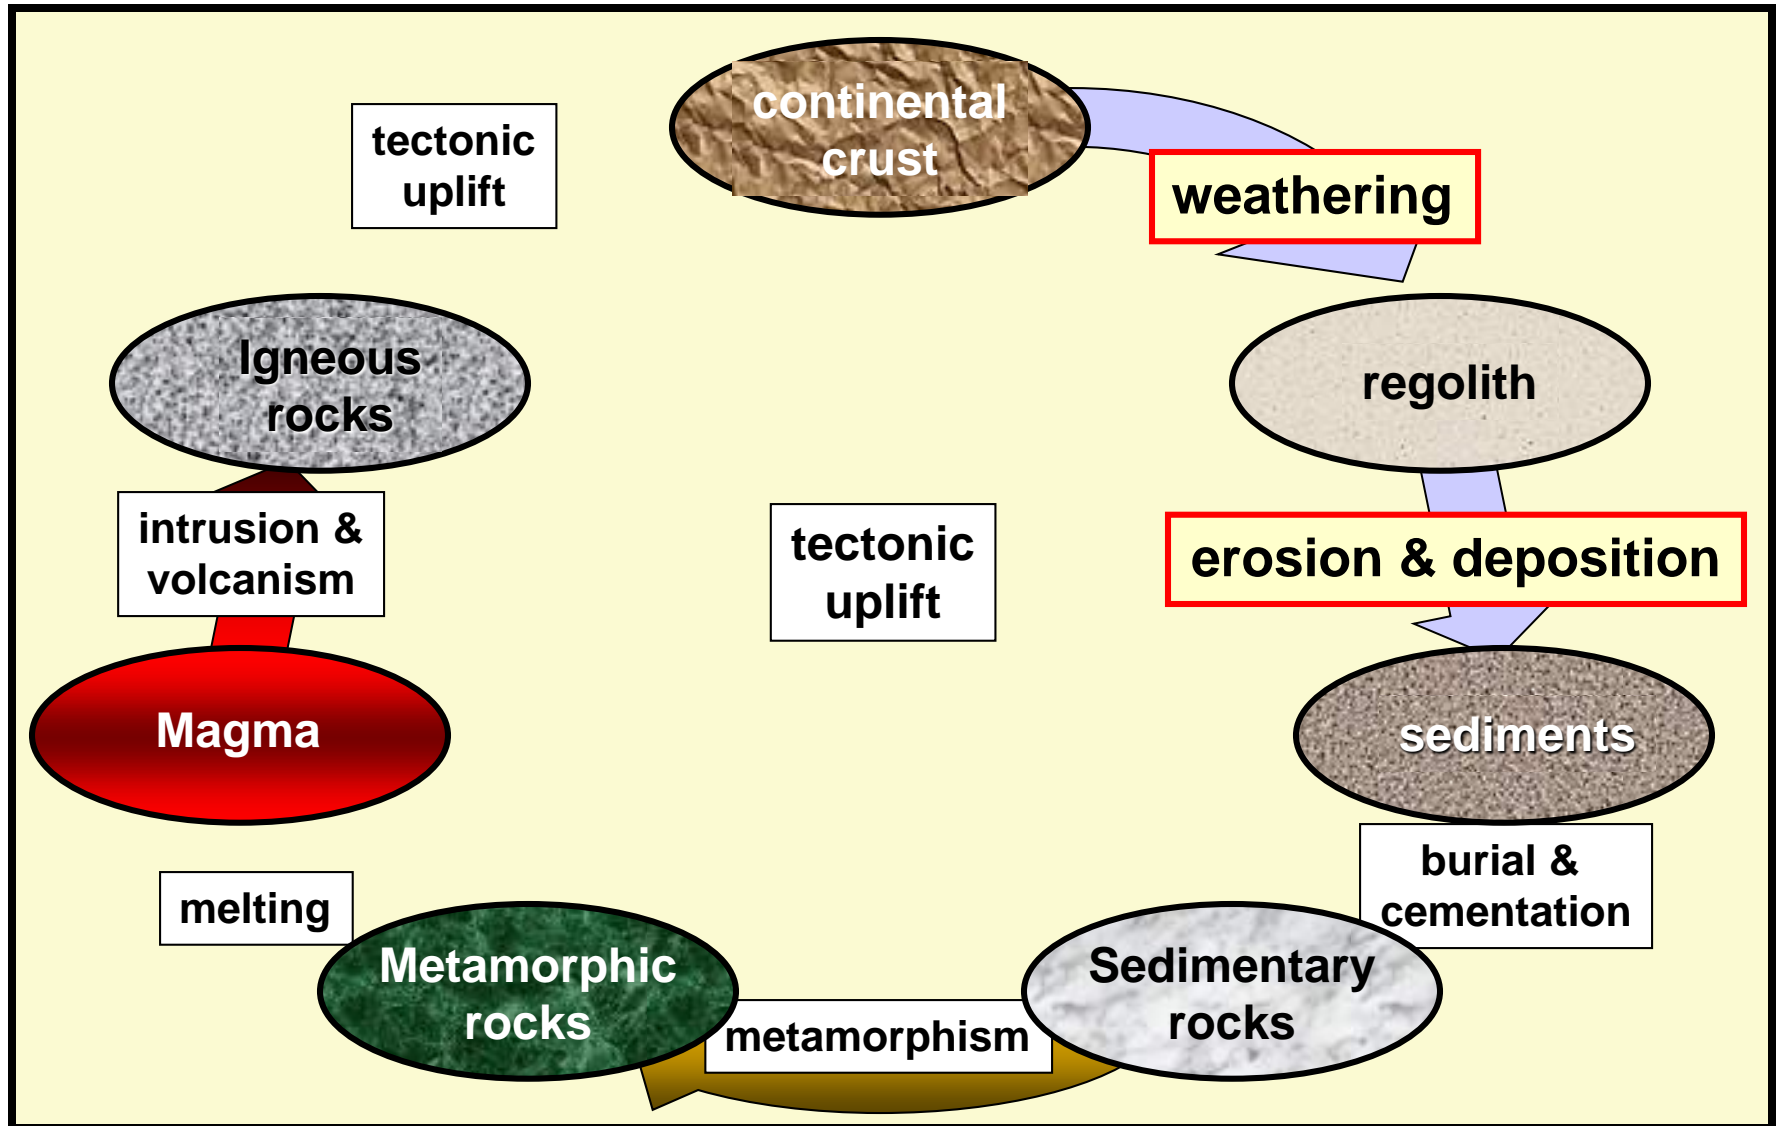 continental
crust
tectonic
uplift
weathering
Igneous
rocks
regolith
intrusion &
volcanism
tectonic
uplift
erosion & deposition
Magma
sediments
burial &
cementation
melting
Metamorphic
rocks
Sedimentary
rocks
metamorphism